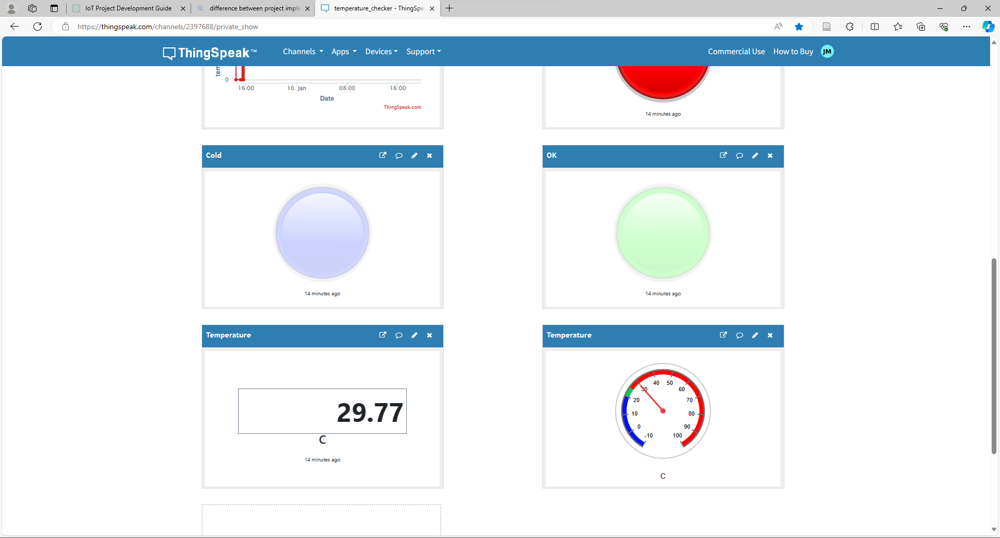 IoT Project Development Guide
difference between project imple
temperature_checker - ThingSpe
https://thingspeak.com/channels/2397688/private_show
ThingSpeak™
Channels
Apps
Devices
Support
Commercial Use
How to Buy
JM
tem
0
16:00
10. Jan
08:00
16:00
Date
ThingSpeak.com
14 minutes ago
Cold
14 minutes ago
OK
14 minutes ago
Temperature
29.77
C
14 minutes ago
Temperature
-10
0
10
20
30
40
50
60
70
80
90
100
C